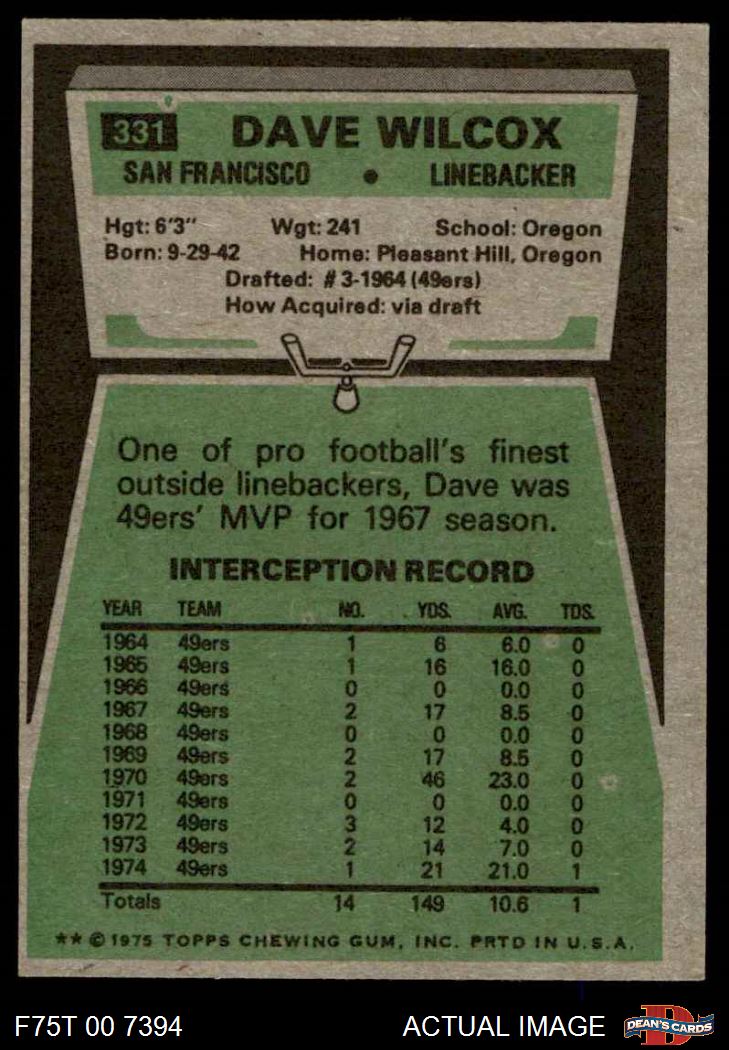 331 DAVE WILCOX
SAN FRANCISCO • LINEBACKER
Hgt: 6'3" Wgt: 241 School: Oregon
Born: 9-29-42 Home: Pleasant Hill, Oregon
Drafted: #3-1964 (49ers)
How Acquired: via draft
One of pro football's finest
outside linebackers, Dave was
49ers' MVP for 1967 season.
INTERCEPTION RECORD
YEAR TEAM NO. YDS. AVG. TDS.
1964 49ers 1 6 6.0 0
1965 49ers 1 16 16.0 0
1966 49ers 0 0 0.0 0
1967 49ers 2 17 8.5 0
1968 49ers 0 0 0.0 0
1969 49ers 2 17 8.5 0
1970 49ers 2 46 23.0 0
1971 49ers 0 0 0.0 0
1972 49ers 3 12 4.0 0
1973 49ers 2 14 7.0 0
1974 49ers 1 21 21.0 1
Totals 14 149 10.6 1
** © 1975 TOPPS CHEWING GUM, INC. PRTD IN U.S.A.
F75T 00 7394 ACTUAL IMAGE D DEAN'S CARDS